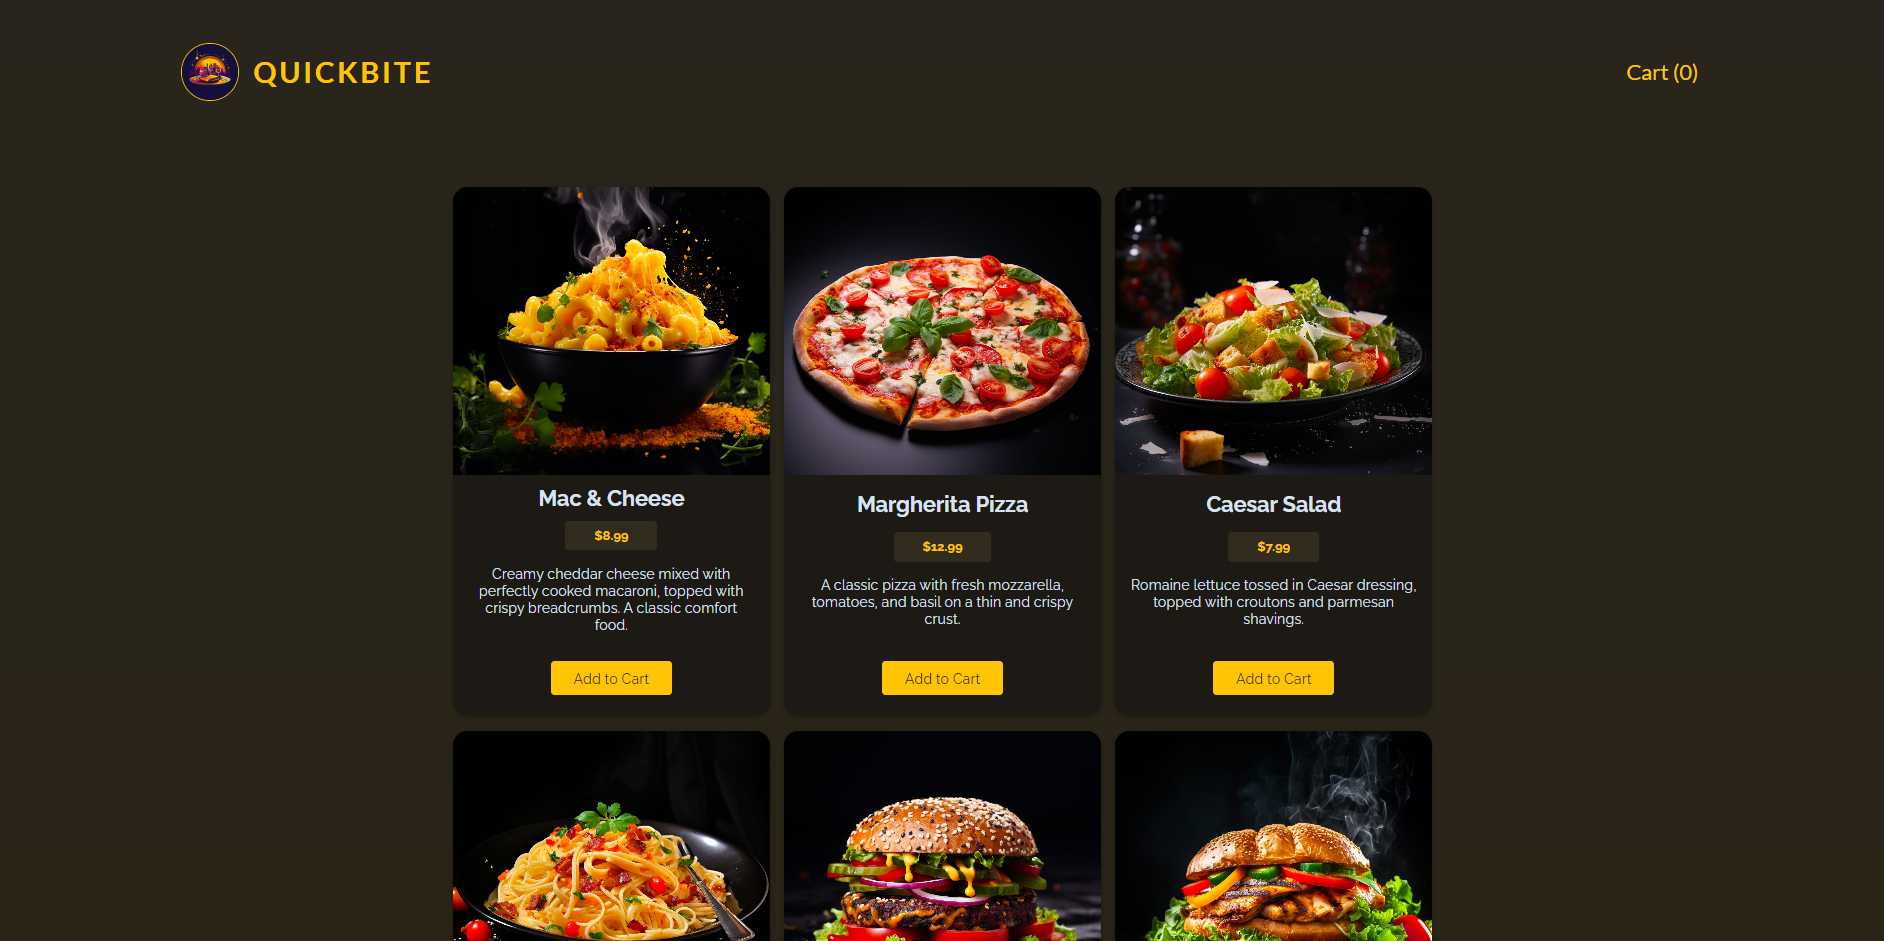 QUICKBITE
Cart (0)
Mac & Cheese
$8.99
Creamy cheddar cheese mixed with
perfectly cooked macaroni, topped with
crispy breadcrumbs. A classic comfort
food.
Add to Cart
Margherita Pizza
$12.99
A classic pizza with fresh mozzarella,
tomatoes, and basil on a thin and crispy
crust.
Add to Cart
Caesar Salad
$7.99
Romaine lettuce tossed in Caesar dressing,
topped with croutons and parmesan
shavings.
Add to Cart